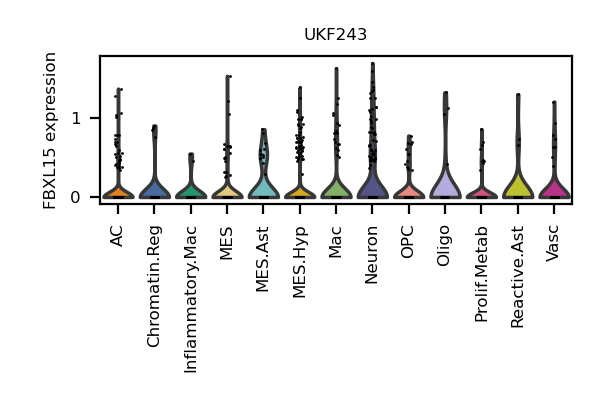 UKF243
FBXL15 expression
1
0
AC
Chromatin.Reg
Inflammatory.Mac
MES
MES.Ast
MES.Hyp
Mac
Neuron
OPC
Oligo
Prolif.Metab
Reactive.Ast
Vasc